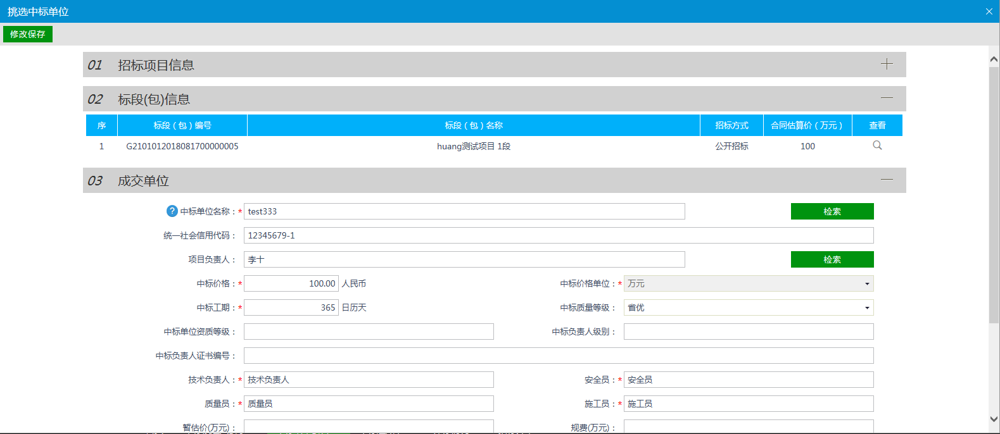 挑选中标单位
修改保存
01 招标项目信息
02 标段(包)信息
序 标段（包）编号 标段（包）名称 招标方式 合同估算价（万元） 查看
1 G2101012018081700000005 huang测试项目 1段 公开招标 100
03 成交单位
? 中标单位名称：* test333 检索
统一社会信用代码： 12345679-1
项目负责人： 李十 检索
中标价格：* 100.00 人民币 中标价格单位：* 万元
中标工期：* 365 日历天 中标质量等级： 省优
中标单位资质等级： 中标负责人级别：
中标负责人证书编号：
技术负责人：* 技术负责人 安全员：* 安全员
质量员：* 质量员 施工员：* 施工员
暂估价(万元)： 规费(万元)：